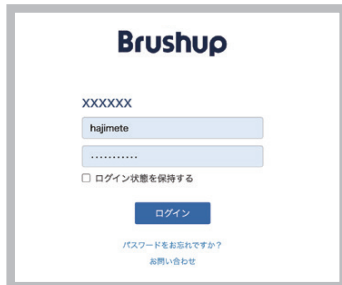 Brushup
XXXXXX
hajimete
...........
ログイン状態を保持する
ログイン
パスワードをお忘れですか？
お問い合わせ